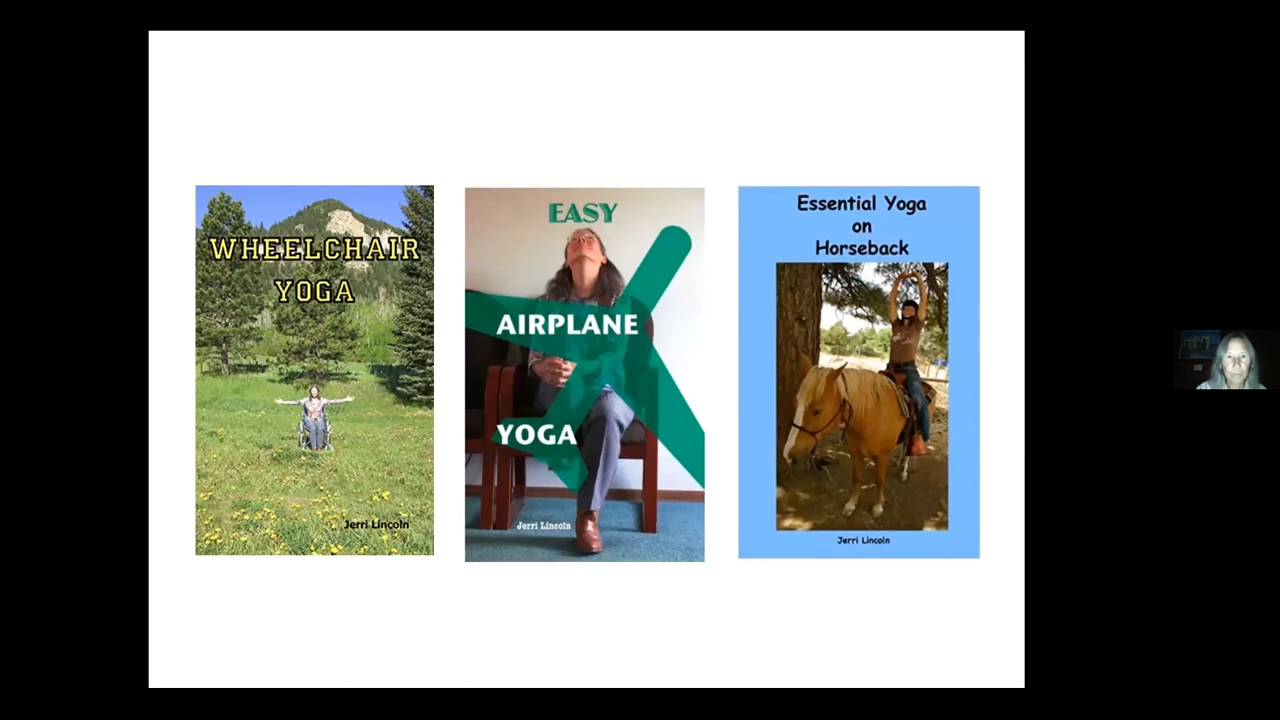 WHEELCHAIR
YOGA
Jerri Lincoln
EASY
AIRPLANE
YOGA
Jerri Lincoln
Essential Yoga
on
Horseback
Jerri Lincoln